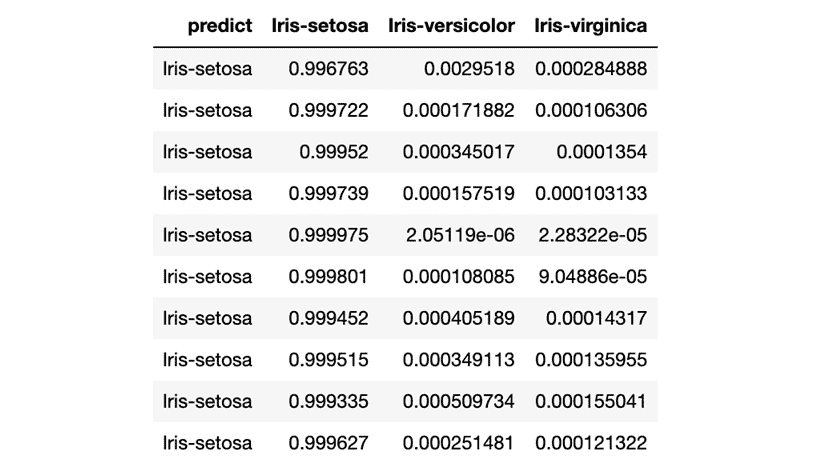 predict Iris-setosa Iris-versicolor Iris-virginica
Iris-setosa 0.996763 0.0029518 0.000284888
Iris-setosa 0.999722 0.000171882 0.000106306
Iris-setosa 0.99952 0.000345017 0.0001354
Iris-setosa 0.999739 0.000157519 0.000103133
Iris-setosa 0.999975 2.05119e-06 2.28322e-05
Iris-setosa 0.999801 0.000108085 9.04886e-05
Iris-setosa 0.999452 0.000405189 0.00014317
Iris-setosa 0.999515 0.000349113 0.000135955
Iris-setosa 0.999335 0.000509734 0.000155041
Iris-setosa 0.999627 0.000251481 0.000121322